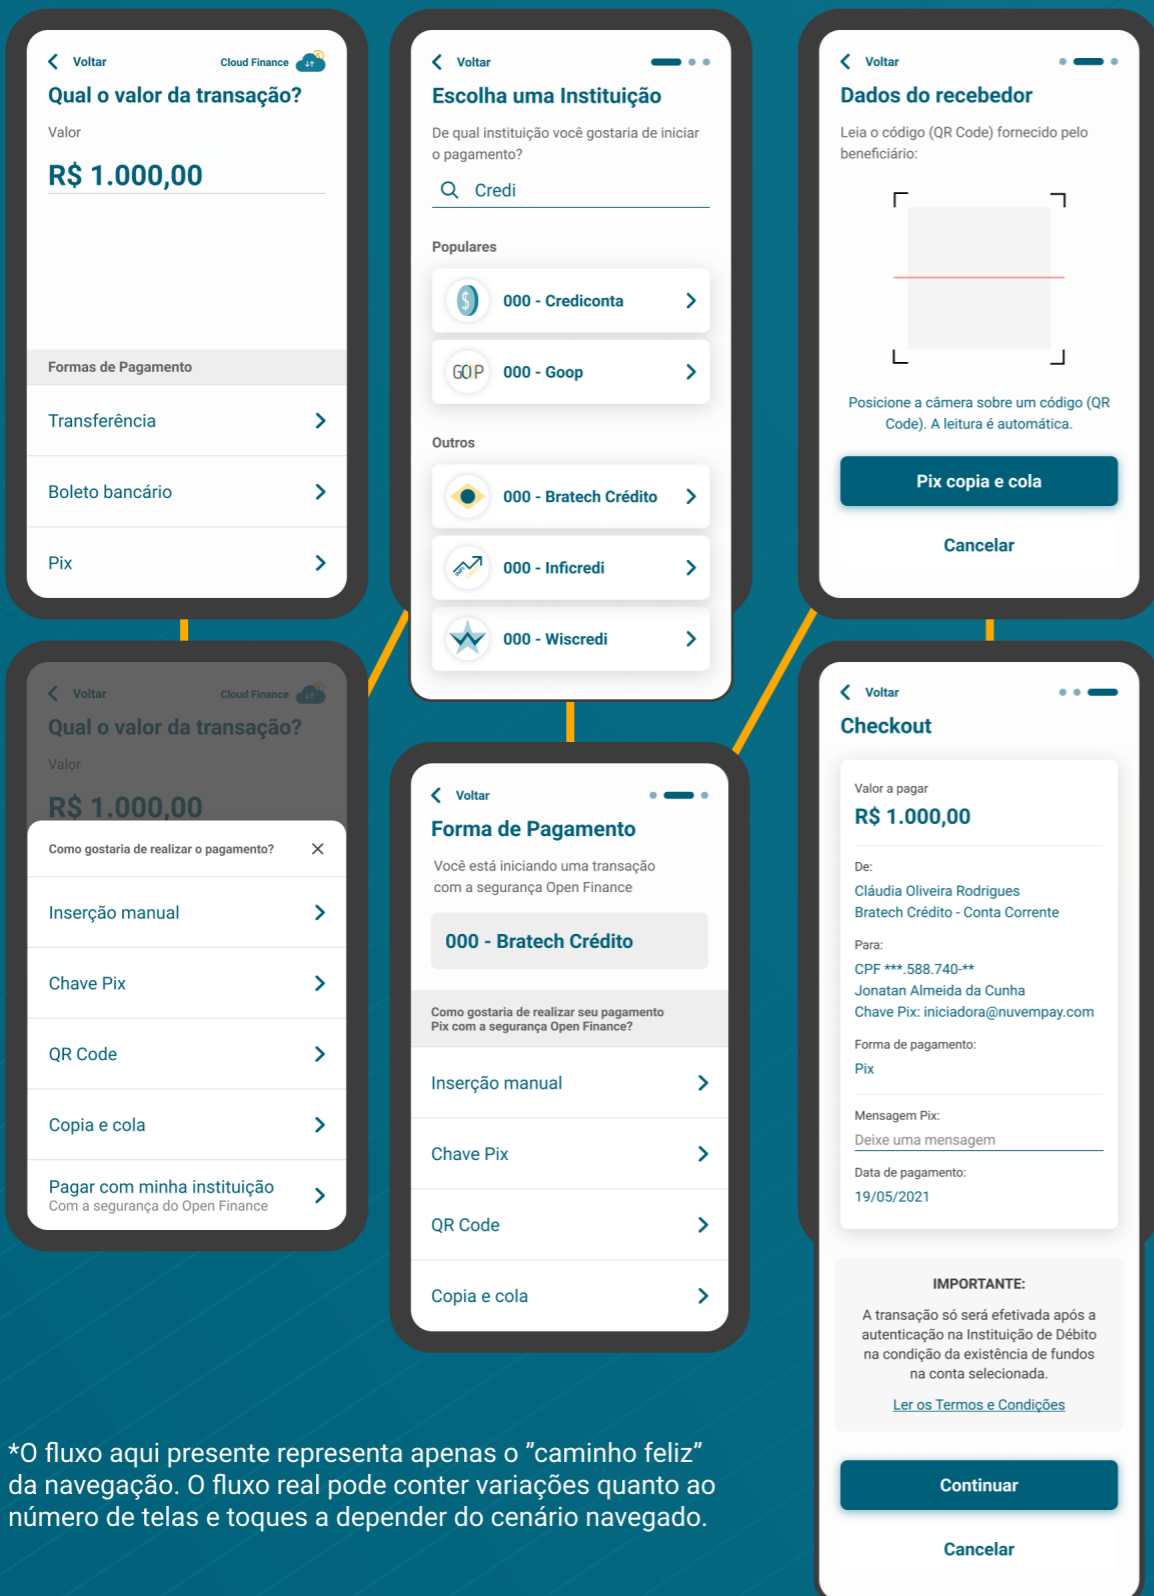 Voltar
Cloud Finance
Qual o valor da transação?
Valor
R$ 1.000,00
Formas de Pagamento
Transferência
Boleto bancário
Pix
Voltar
Cloud Finance
Qual o valor da transação?
Valor
R$ 1.000,00
Como gostaria de realizar o pagamento?
Inserção manual
Chave Pix
QR Code
Copia e cola
Pagar com minha instituição
Com a segurança do Open Finance
Voltar
Escolha uma Instituição
De qual instituição você gostaria de iniciar
o pagamento?
Credi
Populares
000 - Crediconta
GOOP
000 - Goop
Outros
000 - Bratech Crédito
000 - Inficredi
000 - Wiscredi
Voltar
Forma de Pagamento
Você está iniciando uma transação
com a segurança Open Finance
000 - Bratech Crédito
Como gostaria de realizar seu pagamento
Pix com a segurança Open Finance?
Inserção manual
Chave Pix
QR Code
Copia e cola
Voltar
Dados do recebedor
Leia o código (QR Code) fornecido pelo
beneficiário:
Posicione a câmera sobre um código (QR
Code). A leitura é automática.
Pix copia e cola
Cancelar
Voltar
Checkout
Valor a pagar
R$ 1.000,00
De:
Cláudia Oliveira Rodrigues
Bratech Crédito - Conta Corrente
Para:
CPF ***.588.740-**
Jonatan Almeida da Cunha
Chave Pix: iniciadora@nuvempay.com
Forma de pagamento:
Pix
Mensagem Pix:
Deixe uma mensagem
Data de pagamento:
19/05/2021
IMPORTANTE:
A transação só será efetivada após a
autenticação na Instituição de Débito
na condição da existência de fundos
na conta selecionada.
Ler os Termos e Condições
Continuar
Cancelar
*O fluxo aqui presente representa apenas o ”caminho feliz”
da navegação. O fluxo real pode conter variações quanto ao
número de telas e toques a depender do cenário navegado.